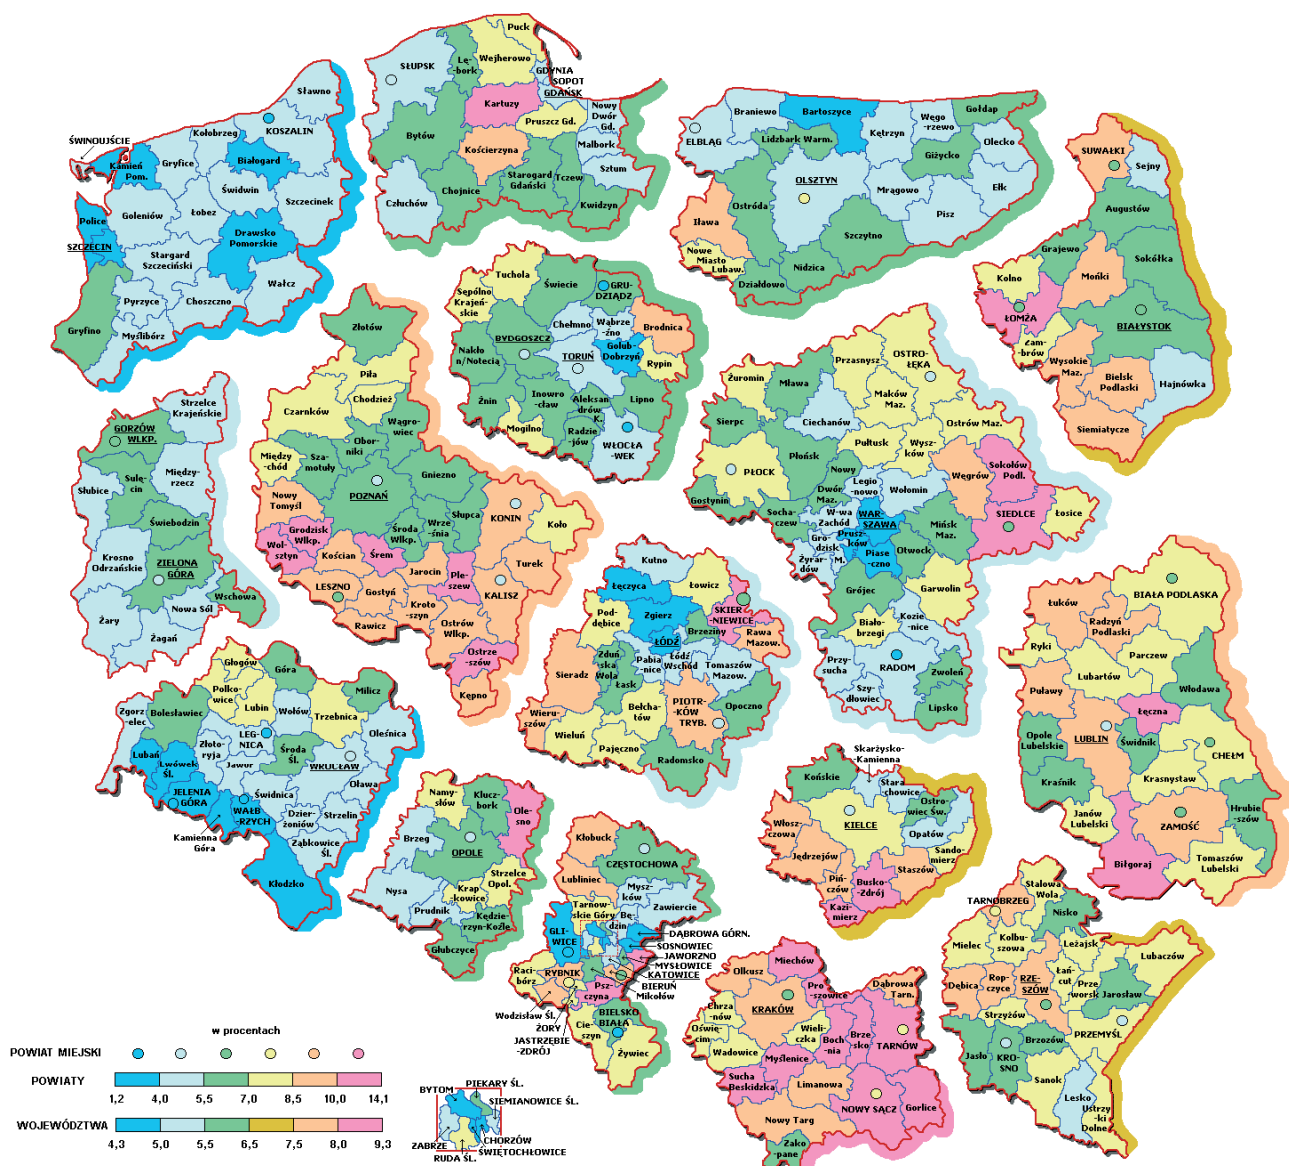 Puck
Wejherowo
SŁUPSK
Lę-
bork
GDYNIA
SOPOT
GDAŃSK
Kartuzy
Nowy
Dwór
Gd.
Pruszcz Gd.
Bytów
Kościerzyna
Malbork
Starogard
Gdański
Tczew
Sztum
Chojnice
Człuchów
Kwidzyn
Sławno
KOSZALIN
Kołobrzeg
ŚWINOUJŚCIE
Kamień
Pom.
Gryfice
Białogard
Świdwin
Szczecinek
Police
Goleniów
Łobez
SZCZECIN
Drawsko
Pomorskie
Stargard
Szczeciński
Wałcz
Pyrzyce
Choszczno
Gryfino
Myślibórz
Braniewo
Bartoszyce
Gołdap
Węgo
-rzewo
ELBLĄG
Lidzbark Warm.
Kętrzyn
Olecko
Giżycko
OLSZTYN
Mrągowo
Ełk
Ostróda
Pisz
Iława
Szczytno
Nowe
Miasto
Lubaw.
Nidzica
Działdowo
SUWAŁKI
Sejny
Augustów
Grajewo
Sokółka
Kolno
Mońki
ŁOMŻA
BIAŁYSTOK
Zam-
brów
Wysokie
Maz.
Bielsk
Podlaski
Hajnówka
Siemiatycze
Tuchola
Sępólno
Krajeń-
skie
Świecie
GRU-
DZIĄDZ
Chełmno
Wąbrze
-źno
Brodnica
BYDGOSZCZ
Golub-
Dobrzyń
Nakło
n/Notecią
TORUŃ
Rypin
Żnin
Inowro
-cław
Aleksan-
drów
K.
Lipno
Mogilno
Radzie
-jów
WŁOCŁA
-WEK
Złotów
Piła
Chodzież
Czarnków
Wągro-
wiec
Między
-chód
Obor-
niki
Sza-
motuły
Gniezno
Nowy
Tomyśl
POZNAŃ
Słupca
KONIN
Wrze
-śnia
Koło
Środa
Wlkp.
Grodzisk
Wlkp.
Wol-
sztyn
Kościan
Śrem
Turek
Jarocin
Ple-
szew
LESZNO
Gostyń
KALISZ
Kroto
-szyn
Rawicz
Ostrów
Wlkp.
Ostrze
-szów
Kępno
Strzelce
Krajeńskie
GORZÓW
WLKP.
Słubice
Sulę-
cin
Między-
rzecz
Świebodzin
Krosno
Odrzańskie
ZIELONA
GÓRA
Nowa Sól
Wschowa
Żary
Żagań
OSTRO-
ŁĘKA
Przasnysz
Żuromin
Mława
Maków
Maz.
Ciechanów
Sierpc
Ostrów Maz.
Pułtusk
Wysz-
ków
PŁOCK
Płońsk
Sokołów
Podl.
Węgrów
Nowy
Dwór
Maz.
Legio
-nowo
Wołomin
Gostynin
Socha-
czew
W-wa
Zachód
WAR-
SZAWA
SIEDLCE
Łosice
Mińsk
Maz.
Gro-
dzisk
M.
Prusz-
ków
Piase
-czno
Otwock
Żyrar-
dów
Garwolin
Grójec
Biało-
brzegi
Kozie-
nice
Przy-
sucha
RADOM
Zwoleń
Szy-
dłowiec
Lipsko
Kutno
Łęczyca
Łowicz
Zgierz
SKIER
-NIEWICE
Pod-
dębice
Brzeziny
Rawa
Mazow.
ŁÓDŹ
Zduń
ska
Wola
Pabia
-nice
Łódź
Wschód
Sieradz
Tomaszów
Mazow.
Łask
PIOTR-
KÓW
TRYB.
Wieru-
szów
Bełcha-
tów
Opoczno
Wieluń
Pajęczno
Radomsko
BIAŁA PODLASKA
Łuków
Radzyń
Podlaski
Ryki
Parczew
Lubartów
Puławy
Włodawa
Łęczna
LUBLIN
Opole
Lubelskie
Świdnik
CHEŁM
Kraśnik
Krasnystaw
Janów
Lubelski
ZAMOŚĆ
Hrubie
-szów
Biłgoraj
Tomaszów
Lubelski
Głogów
Góra
Milicz
Polko-
wice
Lubin
Zgorz
-elec
Bolesławiec
Wołów
Trzebnica
Oleśnica
LEG-
NICA
Złoto-
ryja
Środa
Śl.
WROCŁAW
Lubań
Lwówek
Śl.
Jawor
Oława
JELENIA
GÓRA
Świdnica
WAŁB
-RZYCH
Dzier-
żoniów
Strzelin
Kamienna
Góra
Ząbkowice
Śl.
Kłodzko
Namy
słów
Klucz-
bork
Ole-
sno
Brzeg
OPOLE
Strzelce
Opol.
Nysa
Krap
-kowice
Prudnik
Kędzie-
rzyn-Koźle
Głubczyce
Kłobuck
CZĘSTOCHOWA
Lubliniec
Mysz-
ków
Tarnow-
skie Góry
Zawiercie
Bę-
dzin
GLI-
WICE
DĄBROWA GÓRN.
SOSNOWIEC
JAWORZNO
MYSŁOWICE
KATOWICE
BIERUŃ
Mikołów
Raci-
bórz
RYBNIK
Psz-
czyna
Wodzisław Śl.
ŻORY
JASTRZĘBIE
-ZDRÓJ
BIELSKO
BIAŁA
Cie-
szyn
Żywiec
Skarżysko-
Kamienna
Końskie
Stara
-chowice
Ostro-
wiec Św.
KIELCE
Włosz-
czowa
Opatów
Jędrzejów
Sando-
mierz
Staszów
Piń-
czów
Busko-
Zdrój
Kazi-
mierz
Stalowa
Wola
TARNOBRZEG
Nisko
Kolbu-
szowa
Mielec
Leżajsk
Lubaczów
Rop-
czyce
RZE-
SZÓW
Łań-
cut
Prze
worsk
Dębica
Jarosław
Strzyżów
PRZEMYŚL
Jasło
KRO-
SNO
Brzozów
Sanok
Lesko
Ustrzy
-ki
Dolne
Miechów
Olkusz
Pro
-szowice
Dąbrowa
Tarn.
KRAKÓW
Chrza
-nów
Oświę-
cim
Wieli-
czka
Boch
-nia
Brze
sko
TARNÓW
Wadowice
Myślenice
Sucha
Beskidzka
Limanowa
NOWY SĄCZ
Gorlice
Nowy Targ
Zako
-pane
w procentach
POWIAT MIEJSKI
POWIATY
1,2 4,0 5,5 7,0 8,5 10,0 14,1
WOJEWÓDZTWA
4,3 5,0 5,5 6,5 7,5 8,0 9,3
PIEKARY ŚL.
BYTOM
SIEMIANOWICE ŚL.
ZABRZE
CHORZÓW
ŚWIĘTOCHŁOWICE
RUDA ŚL.